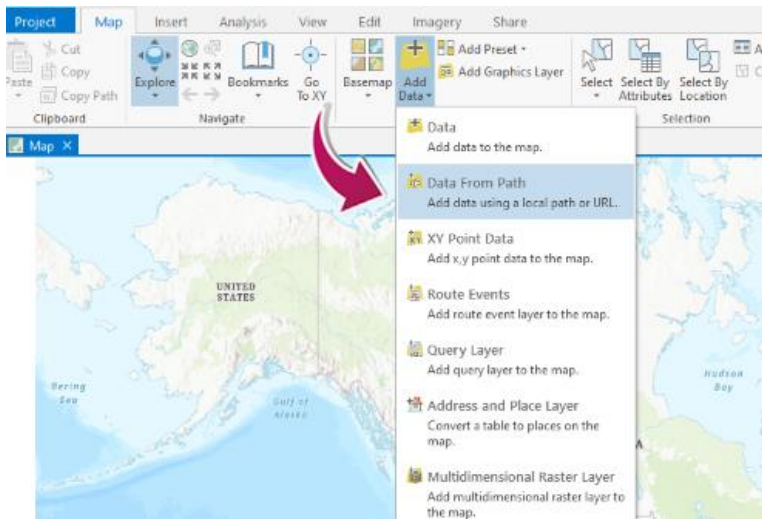 Project Map Insert Analysis View Edit Imagery Share
Cut
Copy
Copy Path
Paste
Clipboard
Explore
Bookmarks
Go
To XY
Navigate
Basemap
Add
Data
Add Preset
Add Graphics Layer
Select
Select By
Attributes
Select By
Location
Selection
Map
Data
Add data to the map.
Data From Path
Add data using a local path or URL.
XY Point Data
Add x,y point data to the map.
Route Events
Add route event layer to the map.
Query Layer
Add query layer to the map.
Address and Place Layer
Convert a table to places on the
map.
Multidimensional Raster Layer
Add multidimensional raster layer to
the map.
UNITED
STATES
Bering
Sea
Gulf of
Alaska
Hudson
Bay